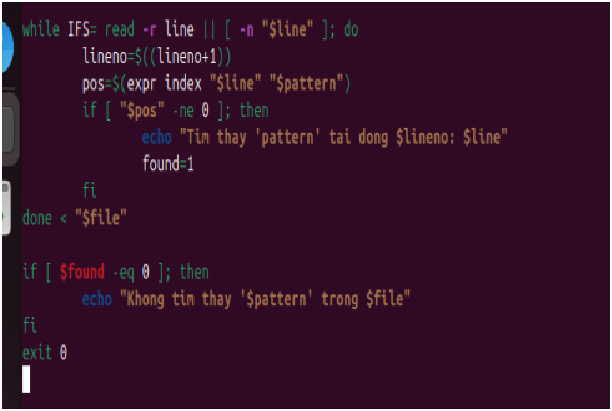 while IFS= read -r line || [ -n "$line" ]; do
lineno=$((lineno+1))
pos=$(expr index "$line" "$pattern")
if [ "$pos" -ne 0 ]; then
echo "Tim thay 'pattern' tai dong $lineno: $line"
found=1
fi
done < "$file"
if [ $found -eq 0 ]; then
echo "Khong tim thay '$pattern' trong $file"
fi
exit 0